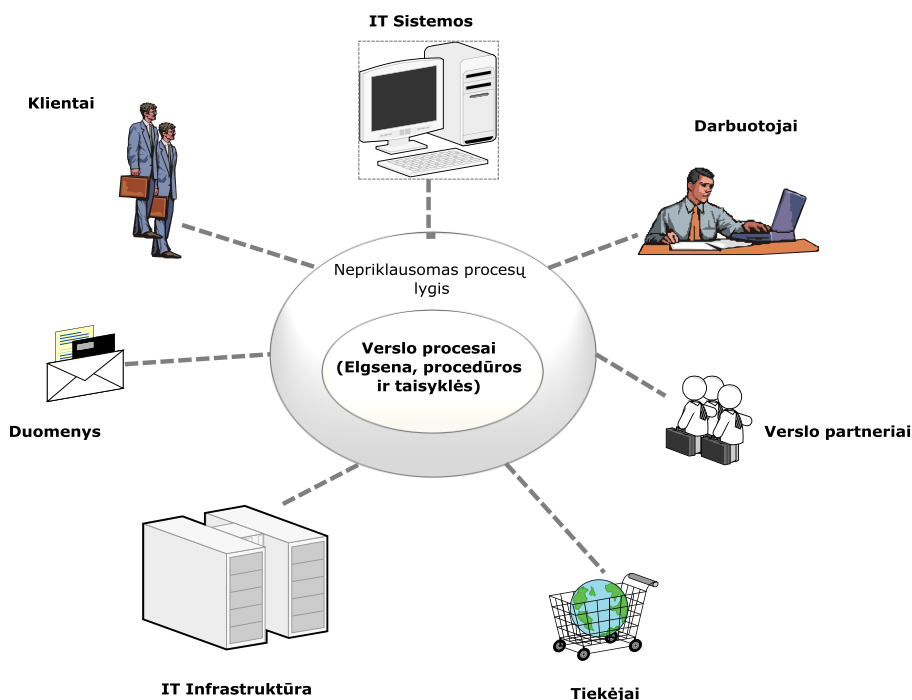 IT Sistemos
Klientai
Darbuotojai
Nepriklausomas procesų
lygis
Verslo procesai
(Elgsena, procedūros
ir taisyklės)
Duomenys
Verslo partneriai
IT Infrastruktūra
Tiekėjai